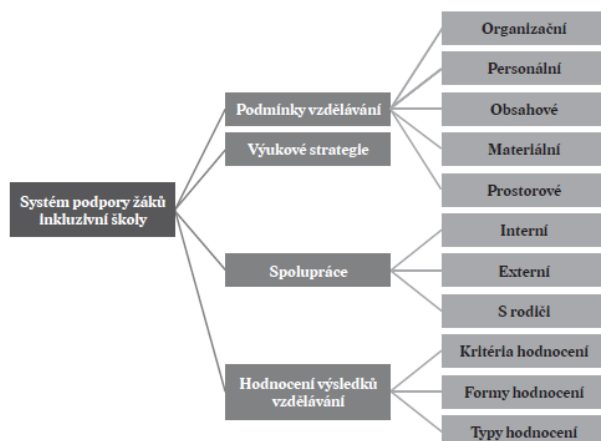 Systém podpory žáků
inkluzivní školy
Podmínky vzdělávání
Výukové strategie
Spolupráce
Hodnocení výsledků
vzdělávání
Organizační
Personální
Obsahové
Materiální
Prostorové
Interní
Externí
S rodiči
Kritéria hodnocení
Formy hodnocení
Typy hodnocení